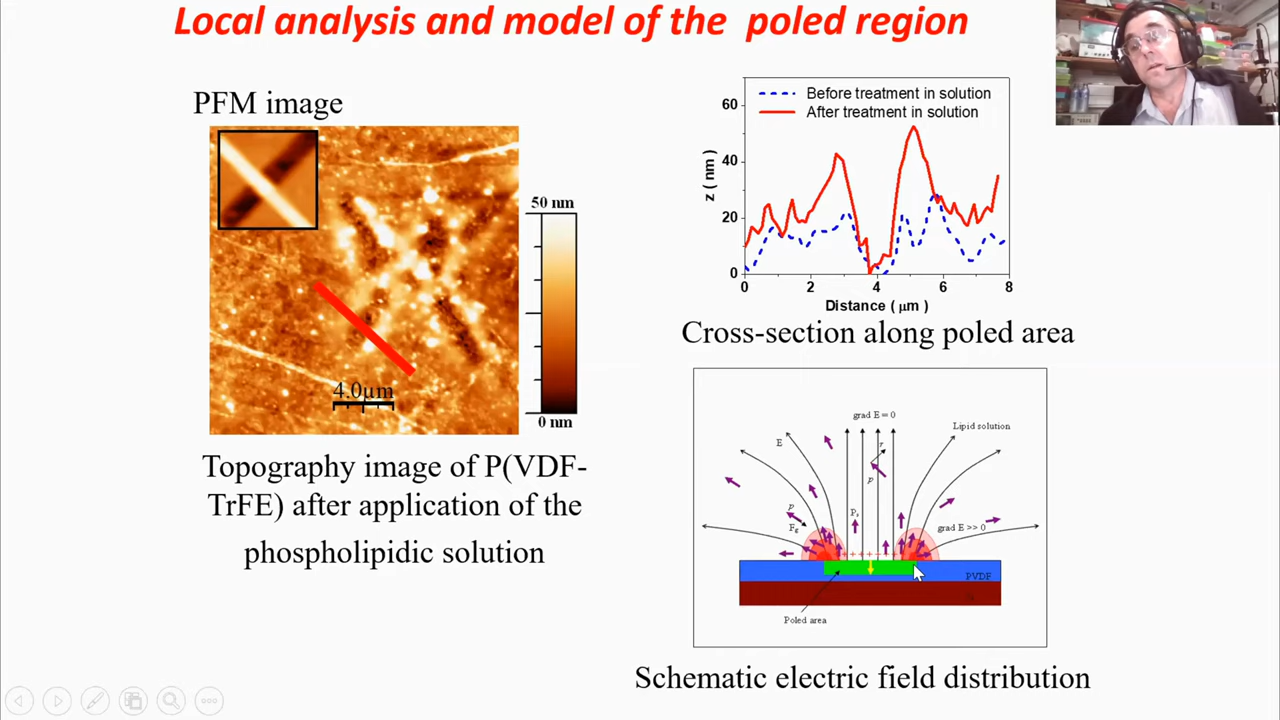 Local analysis and model of the poled region
PFM image
50 nm
0 nm
4.0µm
Topography image of P(VDF-
TrFE) after application of the
phospholipidic solution
Before treatment in solution
After treatment in solution
z ( nm )
60
40
20
0
0 2 4 6 8
Distance ( µm )
Cross-section along poled area
grad E = 0
E
Lipid solution
r
p
p
F
P
grad E >> 0
PVDF
Poled area
Schematic electric field distribution